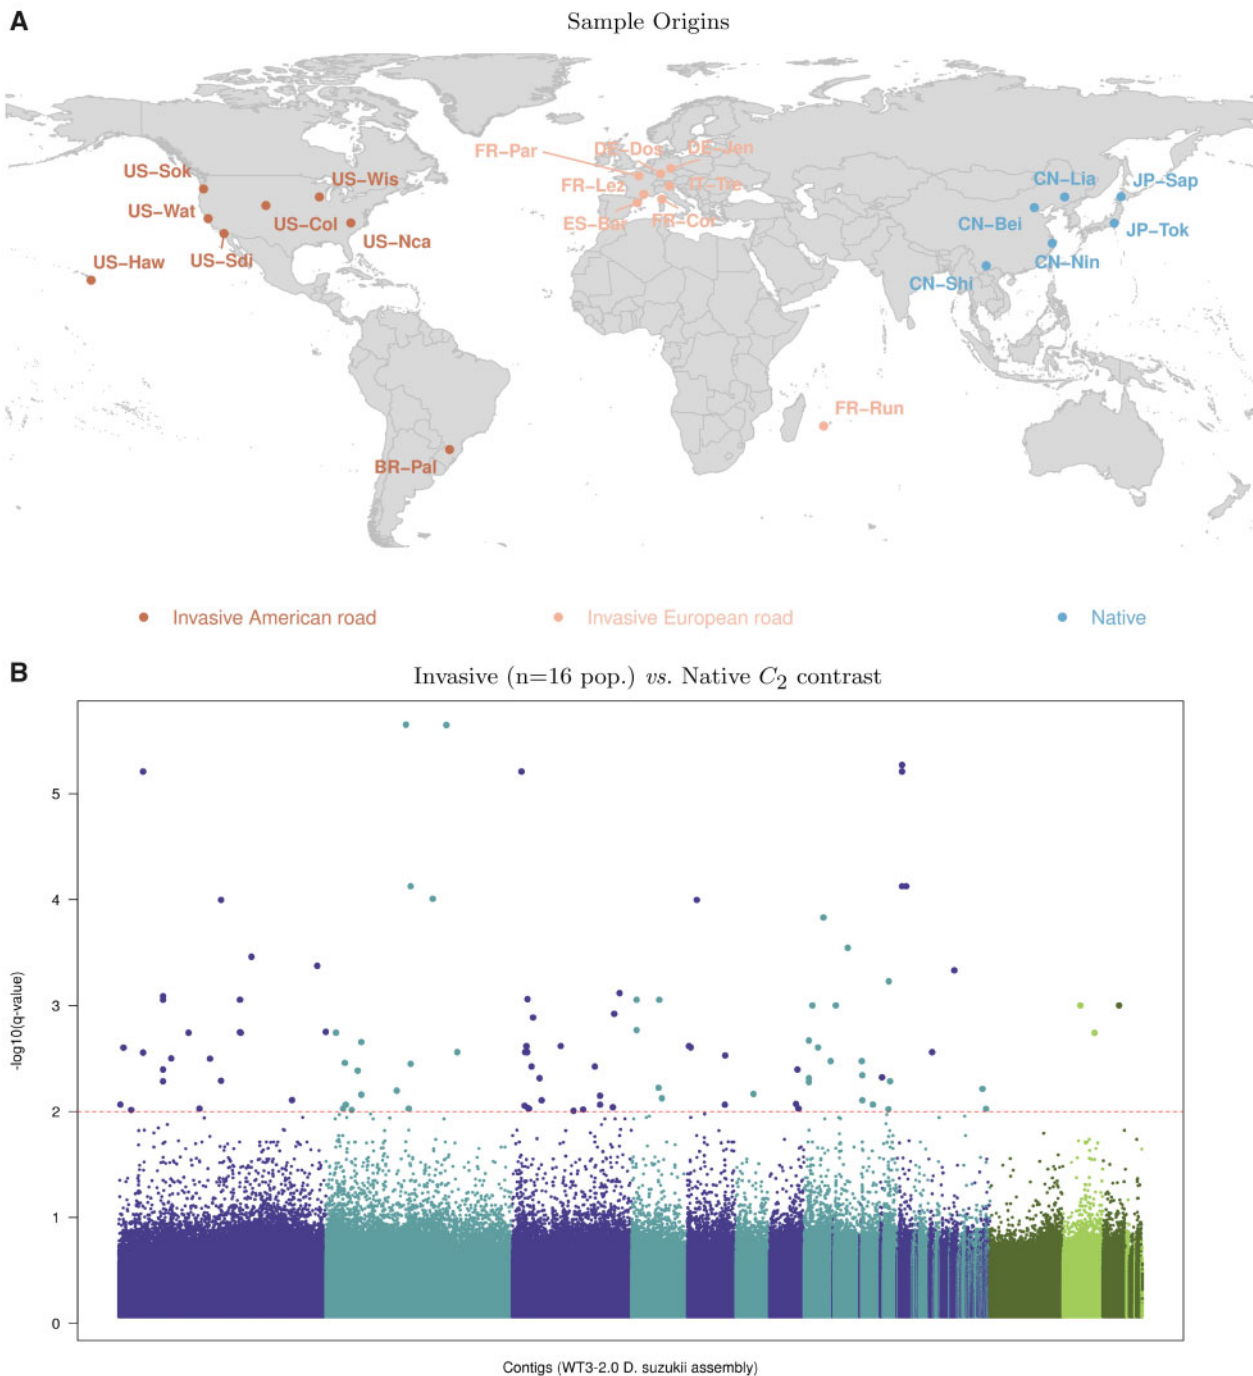 A
Sample Origins
US−Sok
US−Wis
US−Wat
US−Col
US−Nca
US−Haw
US−Sdi
BR−Pal
FR−Par
DE−Dos
DE−Jen
FR−Lez
IT−Tre
ES−Bar
FR−Cor
FR−Run
CN−Lia
JP−Sap
CN−Bei
JP−Tok
CN−Nin
CN−Shi
Invasive American road
Invasive European road
Native
B
Invasive (n=16 pop.) vs. Native C2 contrast
5
4
3
2
1
0
-log10(q-value)
Contigs (WT3-2.0 D. suzukii assembly)